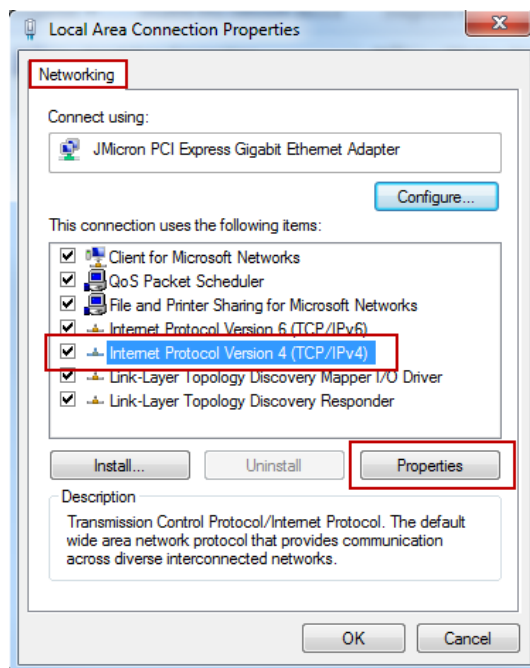 Local Area Connection Properties
Networking
Connect using:
JMicron PCI Express Gigabit Ethernet Adapter
Configure...
This connection uses the following items:
Client for Microsoft Networks
QoS Packet Scheduler
File and Printer Sharing for Microsoft Networks
Internet Protocol Version 6 (TCP/IPv6)
Internet Protocol Version 4 (TCP/IPv4)
Link-Layer Topology Discovery Mapper I/O Driver
Link-Layer Topology Discovery Responder
Install... Uninstall Properties
Description
Transmission Control Protocol/Internet Protocol. The default
wide area network protocol that provides communication
across diverse interconnected networks.
OK Cancel